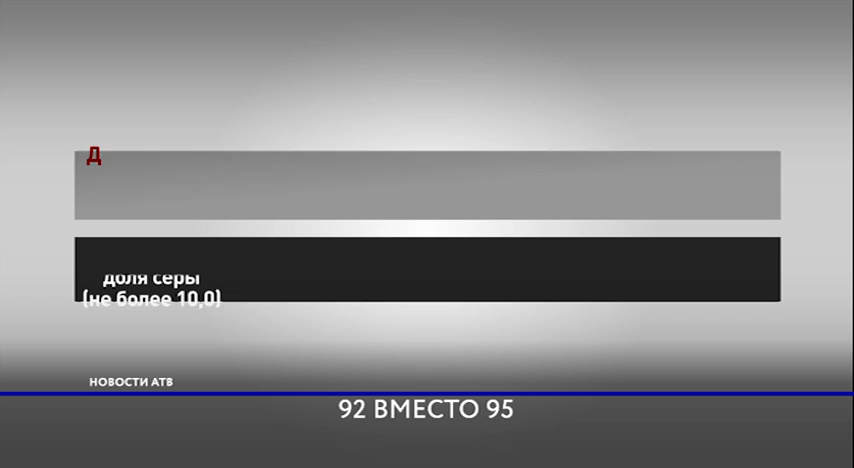 Д
доля серы
(не более 10,0)
НОВОСТИ АТВ
92 ВМЕСТО 95